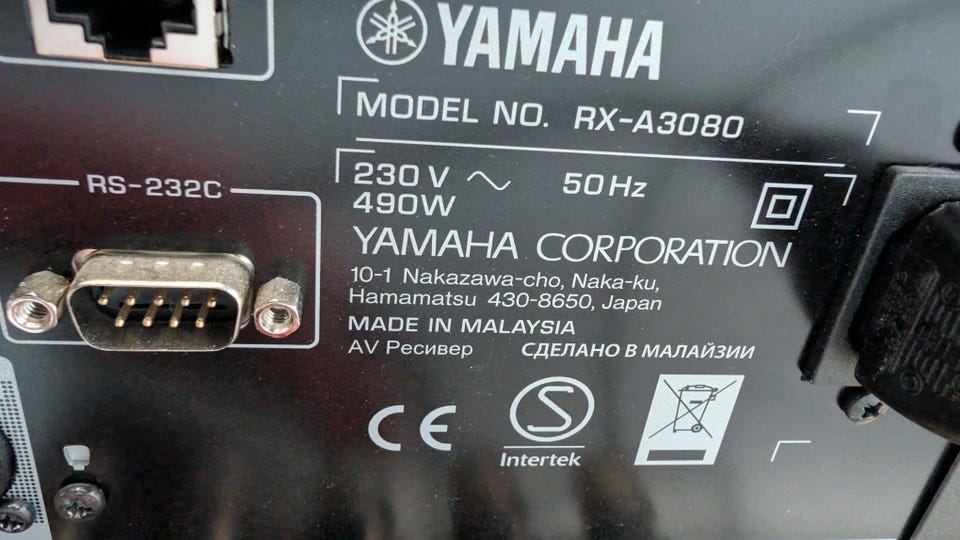 YAMAHA
MODEL NO. RX-A3080
RS-232C
230 V ~ 50 Hz
490W
YAMAHA CORPORATION
10-1 Nakazawa-cho, Naka-ku,
Hamamatsu 430-8650, Japan
MADE IN MALAYSIA
AV Ресивер СДЕЛАНО В МАЛАЙЗИИ
CE
S
Intertek